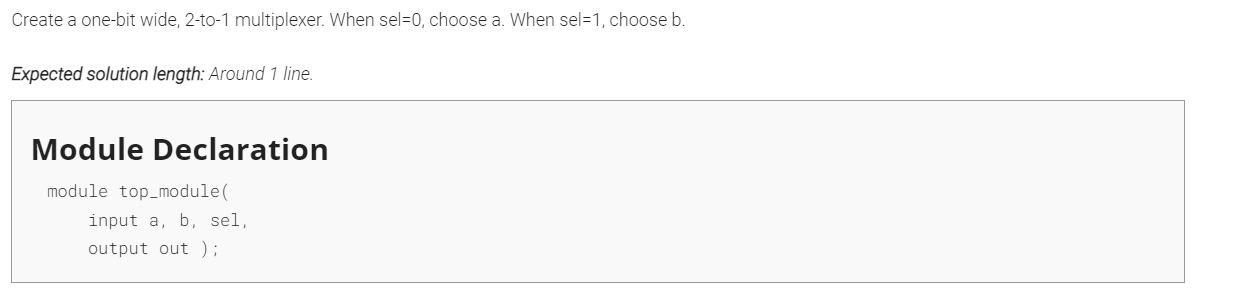 Create a one-bit wide, 2-to-1 multiplexer. When sel=0, choose a. When sel=1, choose b.
Expected solution length: Around 1 line.
Module Declaration
module top_module(
    input a, b, sel,
    output out );